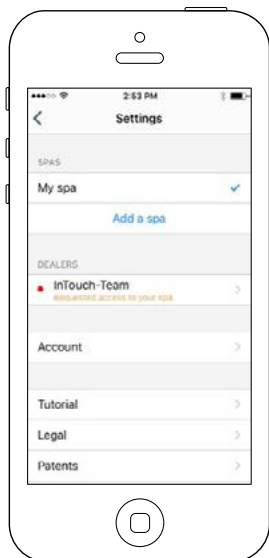 2:53 PM
Settings
SPAS
My spa
Add a spa
DEALERS
InTouch-Team
Requested access to your spa
Account
Tutorial
Legal
Patents